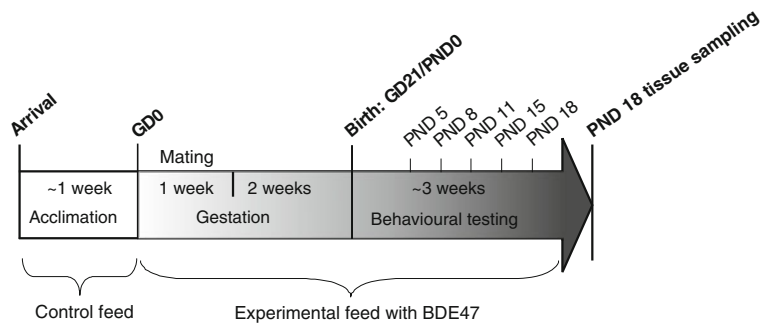 Arrival
GD0
Birth: GD21/PND0
PND 5
PND 8
PND 11
PND 15
PND 18
PND 18 tissue sampling
Mating
~1 week
1 week
2 weeks
~3 weeks
Acclimation
Gestation
Behavioural testing
Control feed
Experimental feed with BDE47